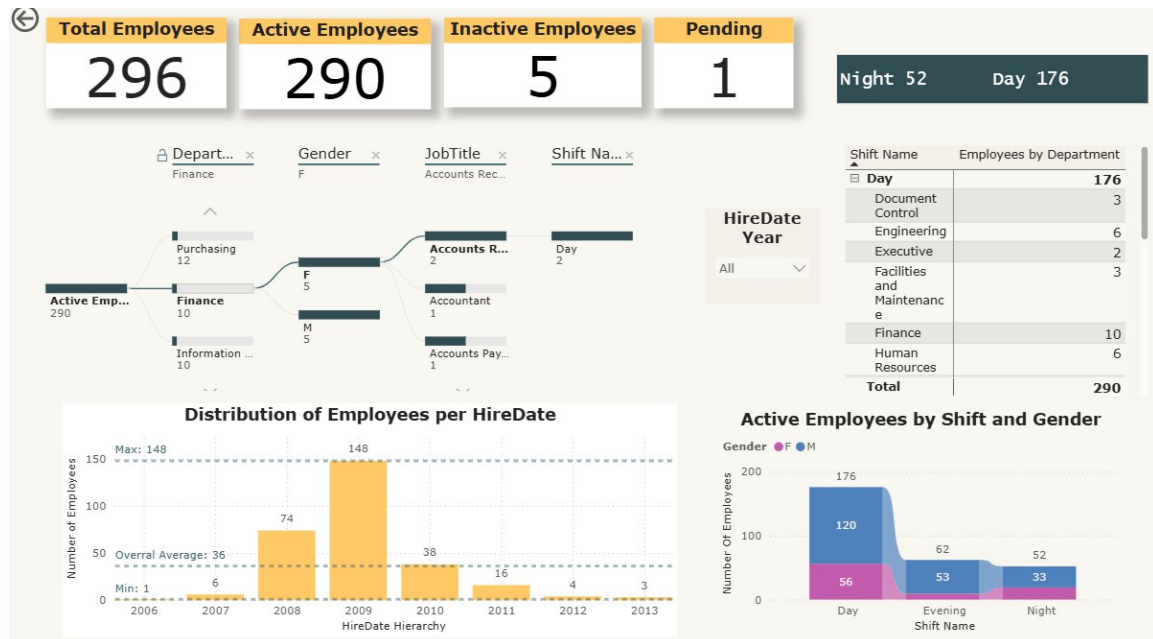 Total Employees
296
Active Employees
290
Inactive Employees
5
Pending
1
Night 52 Day 176
Depart...
Finance
Gender
F
JobTitle
Accounts Rec...
Shift Na...
Active Emp...
290
Purchasing
12
Finance
10
Information ...
10
F
5
M
5
Accounts R...
2
Accountant
1
Accounts Pay...
1
Day
2
HireDate
Year
All
Shift Name Employees by Department
Day 176
Document
Control 3
Engineering 6
Executive 2
Facilities
and
Maintenanc
e 3
Finance 10
Human
Resources 6
Total 290
Distribution of Employees per HireDate
Number of Employees
150
100
50
0
Max: 148
Overral Average: 36
Min: 1
6
74
148
38
16
4
3
2006 2007 2008 2009 2010 2011 2012 2013
HireDate Hierarchy
Active Employees by Shift and Gender
Gender F M
Number Of Employees
200
100
0
176
120
56
62
53
52
33
Day Evening Night
Shift Name